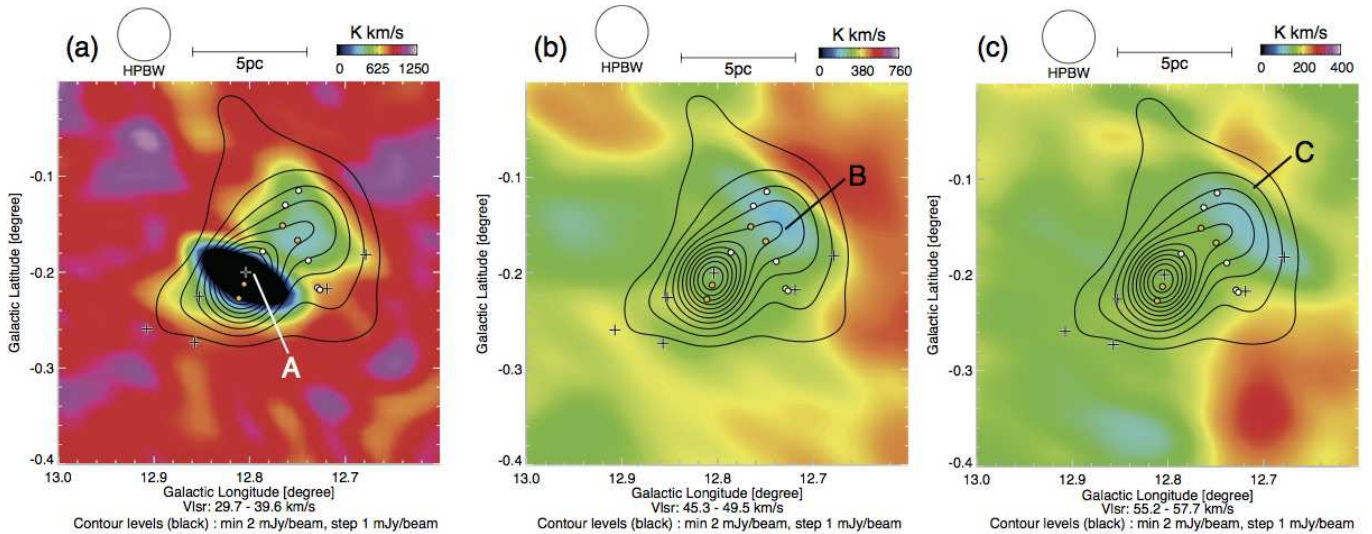 (a) HPBW 5pc K km/s 0 625 1250
(b) HPBW 5pc K km/s 0 380 760
(c) HPBW 5pc K km/s 0 200 400
Galactic Latitude [degree]
-0.1
-0.2
-0.3
-0.4
A
13.0 12.9 12.8 12.7
Galactic Longitude [degree]
Vlsr: 29.7 - 39.6 km/s
Contour levels (black) : min 2 mJy/beam, step 1 mJy/beam
Galactic Latitude [degree]
-0.1
-0.2
-0.3
-0.4
B
13.0 12.9 12.8 12.7
Galactic Longitude [degree]
Vlsr: 45.3 - 49.5 km/s
Contour levels (black) : min 2 mJy/beam, step 1 mJy/beam
Galactic Latitude [degree]
-0.1
-0.2
-0.3
-0.4
C
13.0 12.9 12.8 12.7
Galactic Longitude [degree]
Vlsr: 55.2 - 57.7 km/s
Contour levels (black) : min 2 mJy/beam, step 1 mJy/beam